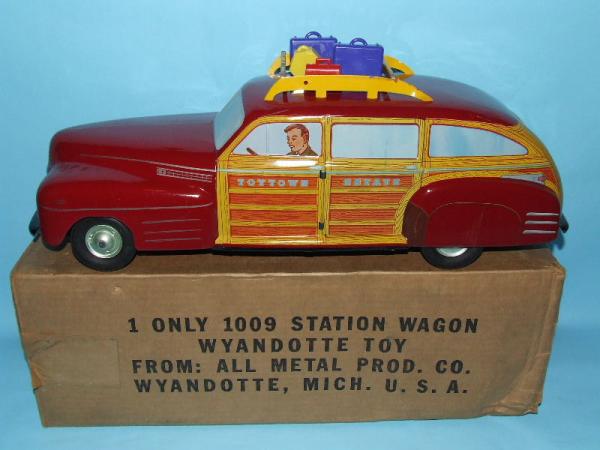 TOYTOWN ESTATE
1 ONLY 1009 STATION WAGON
WYANDOTTE TOY
FROM: ALL METAL PROD. CO.
WYANDOTTE, MICH. U. S. A.